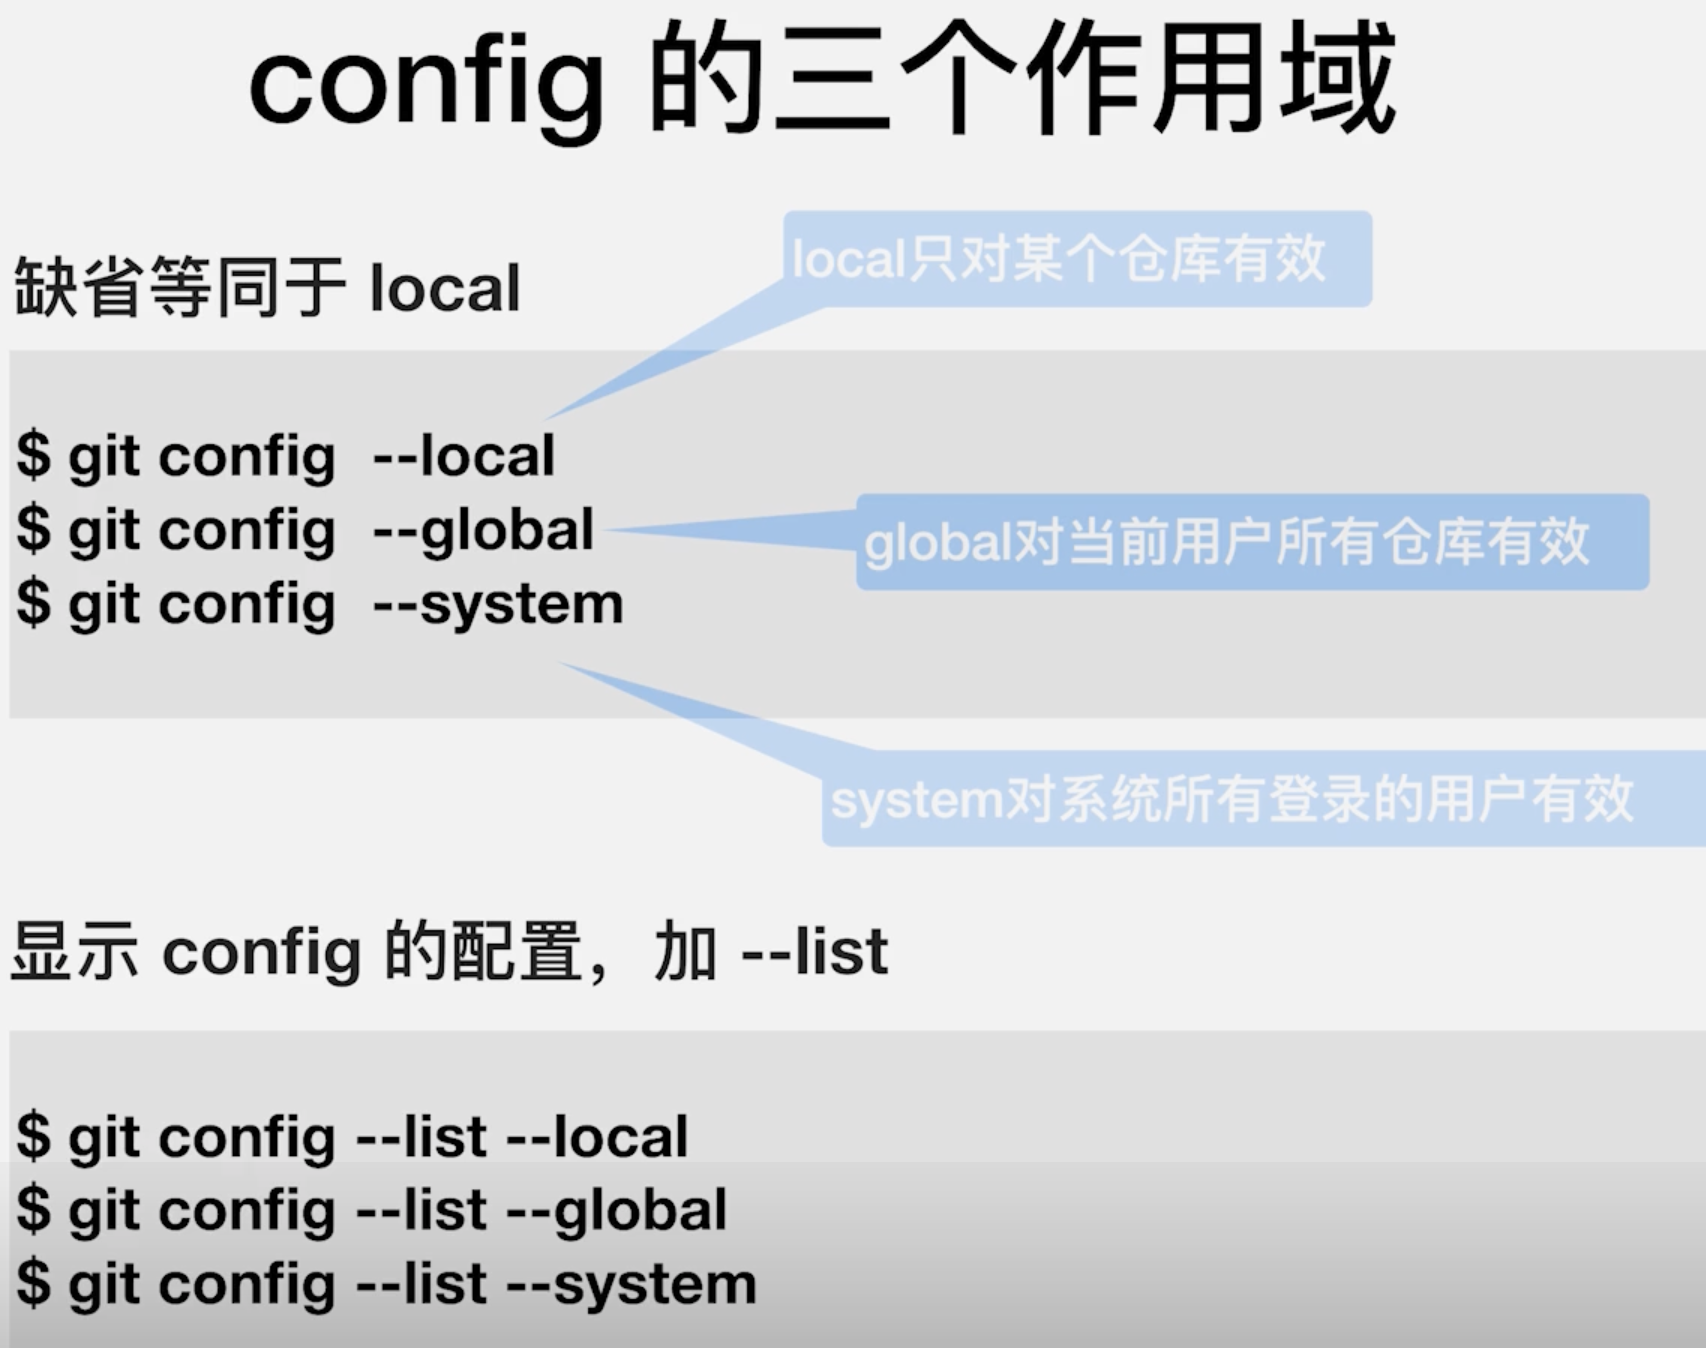 config 的三个作用域
local只对某个仓库有效
缺省等同于 local
$ git config  --local
$ git config  --global
global对当前用户所有仓库有效
$ git config  --system
system对系统所有登录的用户有效
显示 config 的配置，加 --list
$ git config --list --local
$ git config --list --global
$ git config --list --system